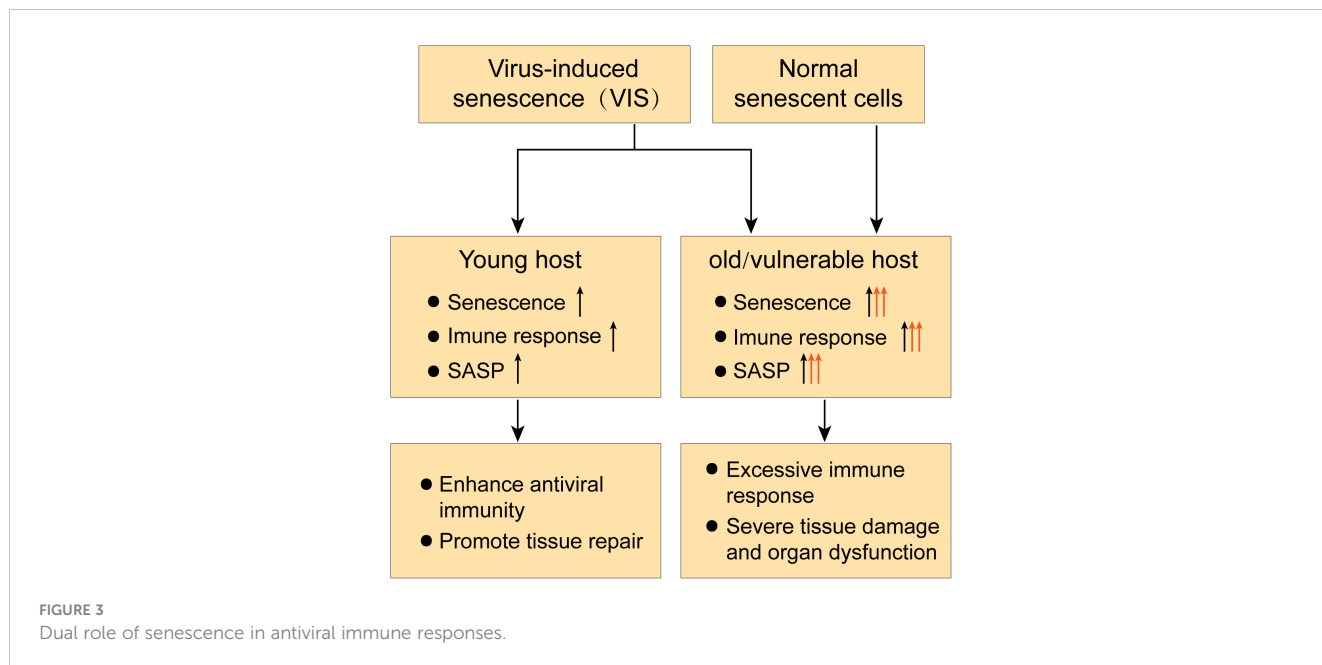 Virus-induced
senescence（VIS）
Normal
senescent cells
Young host
● Senescence ↑
● Imune response ↑
● SASP ↑
old/vulnerable host
● Senescence ↑↑↑
● Imune response ↑↑↑
● SASP ↑↑↑
● Enhance antiviral
immunity
● Promote tissue repair
● Excessive immune
response
● Severe tissue damage
and organ dysfunction
FIGURE 3
Dual role of senescence in antiviral immune responses.